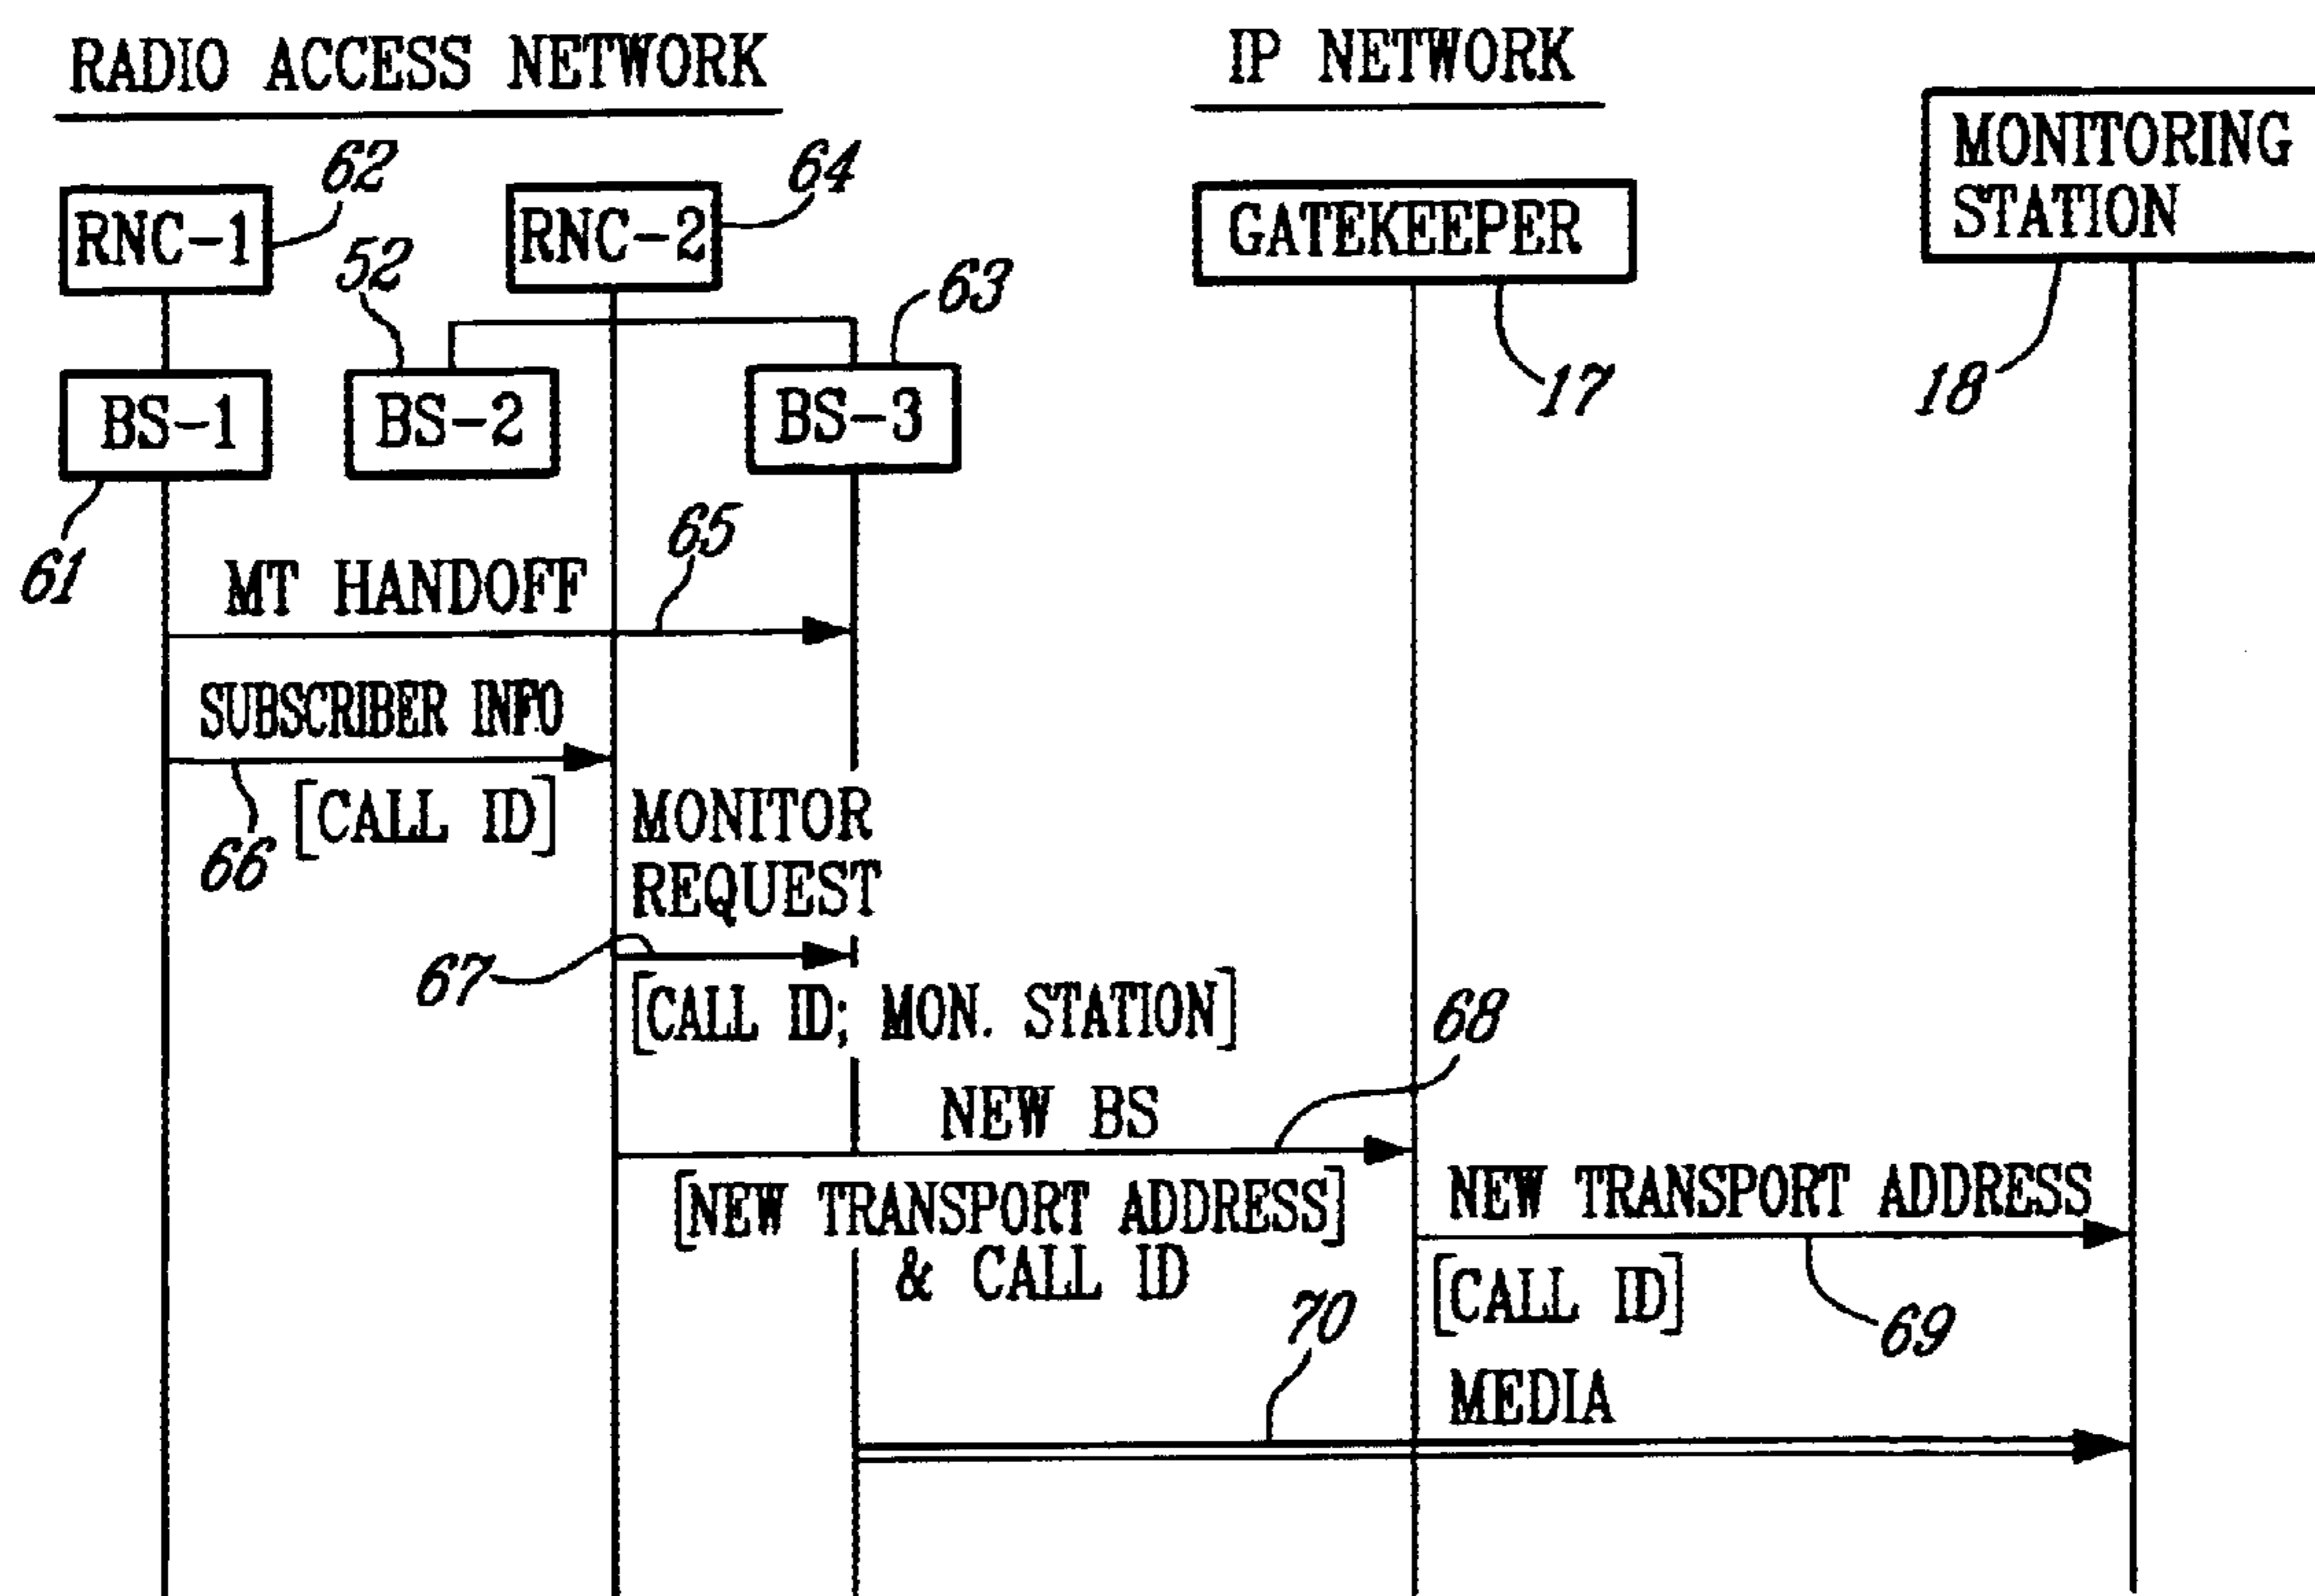 RADIO ACCESS NETWORK
IP NETWORK
MONITORING
STATION
62
64
RNC-1
RNC-2
GATEKEEPER
52
63
BS-1
BS-2
BS-3
17
18
61
65
MT HANDOFF
SUBSCRIBER INFO
[CALL ID]
66
MONITOR
REQUEST
67
[CALL ID; MON. STATION]
68
NEW BS
[NEW TRANSPORT ADDRESS]
& CALL ID
NEW TRANSPORT ADDRESS
[CALL ID]
69
70
MEDIA